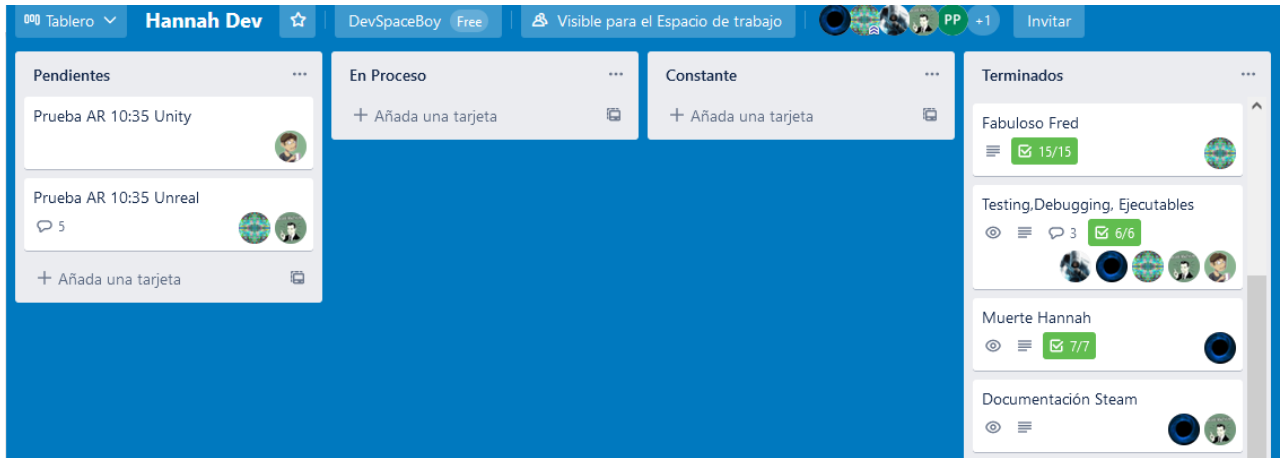 Tablero
Hannah Dev
DevSpaceBoy Free
Visible para el Espacio de trabajo
PP
+1
Invitar
Pendientes
Prueba AR 10:35 Unity
Prueba AR 10:35 Unreal
5
+ Añada una tarjeta
En Proceso
+ Añada una tarjeta
Constante
+ Añada una tarjeta
Terminados
Fabuloso Fred
15/15
Testing,Debugging, Ejecutables
3 6/6
Muerte Hannah
7/7
Documentación Steam